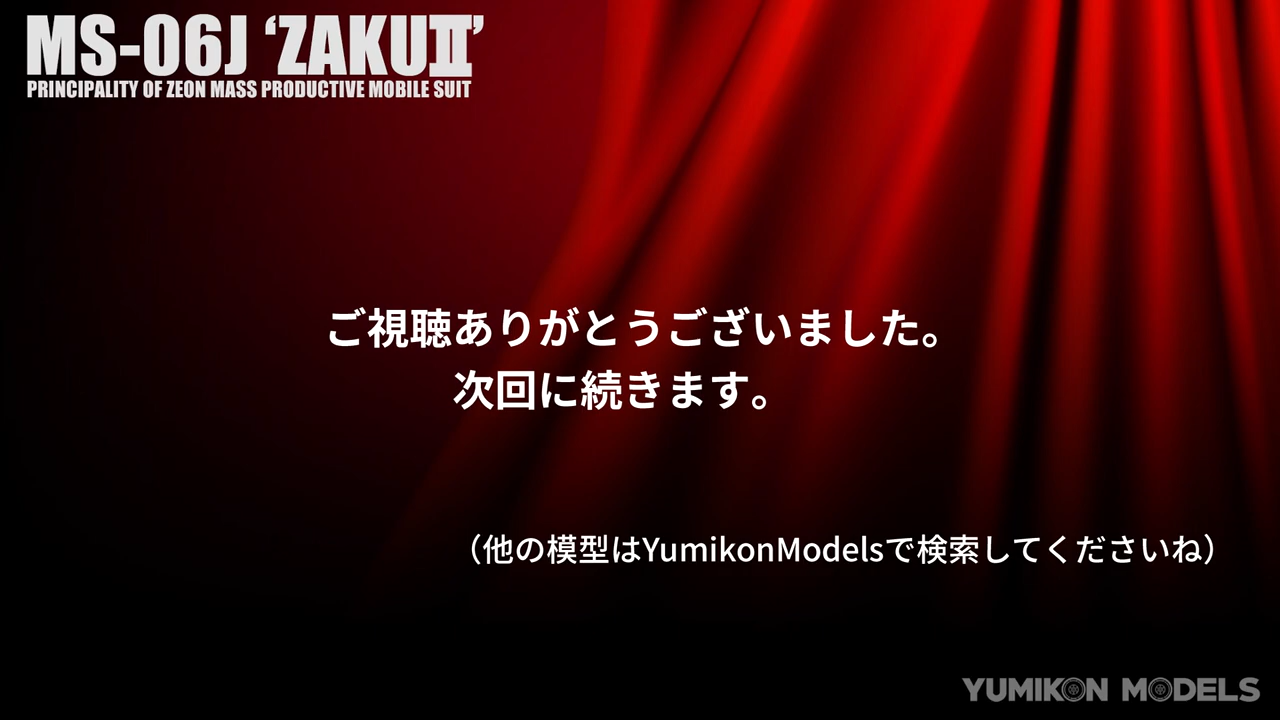 MS-06J ‘ZAKUⅡ’
PRINCIPALITY OF ZEON MASS PRODUCTIVE MOBILE SUIT
ご視聴ありがとうございました。
次回に続きます。
（他の模型はYumikonModelsで検索してくださいね）
YUMIKON MODELS